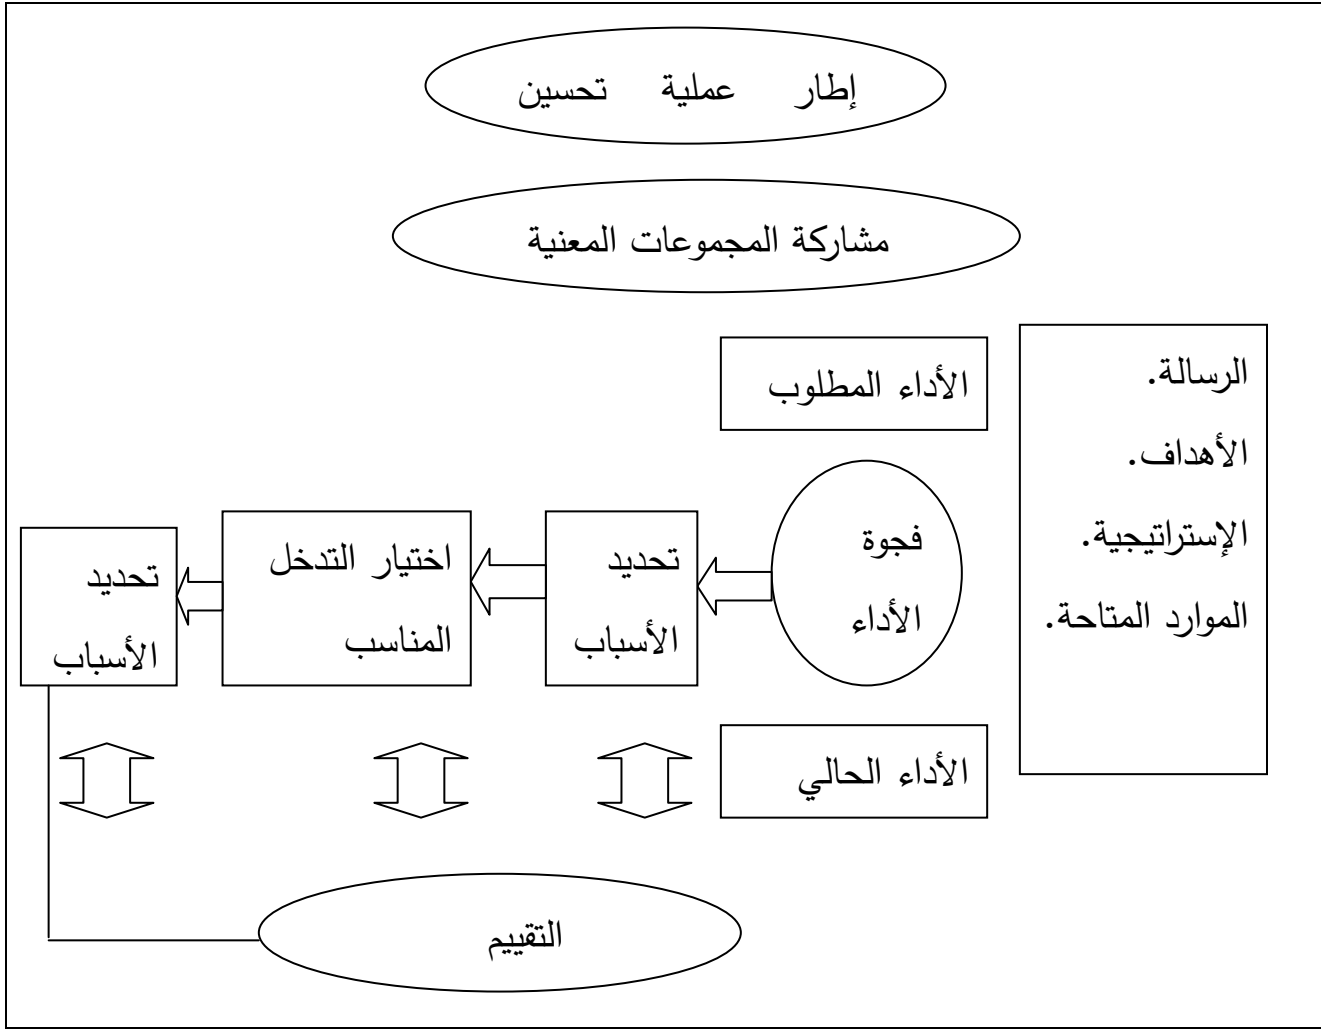 إطار عملية تحسين
مشاركة المجموعات المعنية
الرسالة.
الأهداف.
الإستراتيجية.
الموارد المتاحة.
الأداء المطلوب
فجوة
الأداء
الأداء الحالي
تحديد
الأسباب
اختيار التدخل
المناسب
تحديد
الأسباب
التقييم